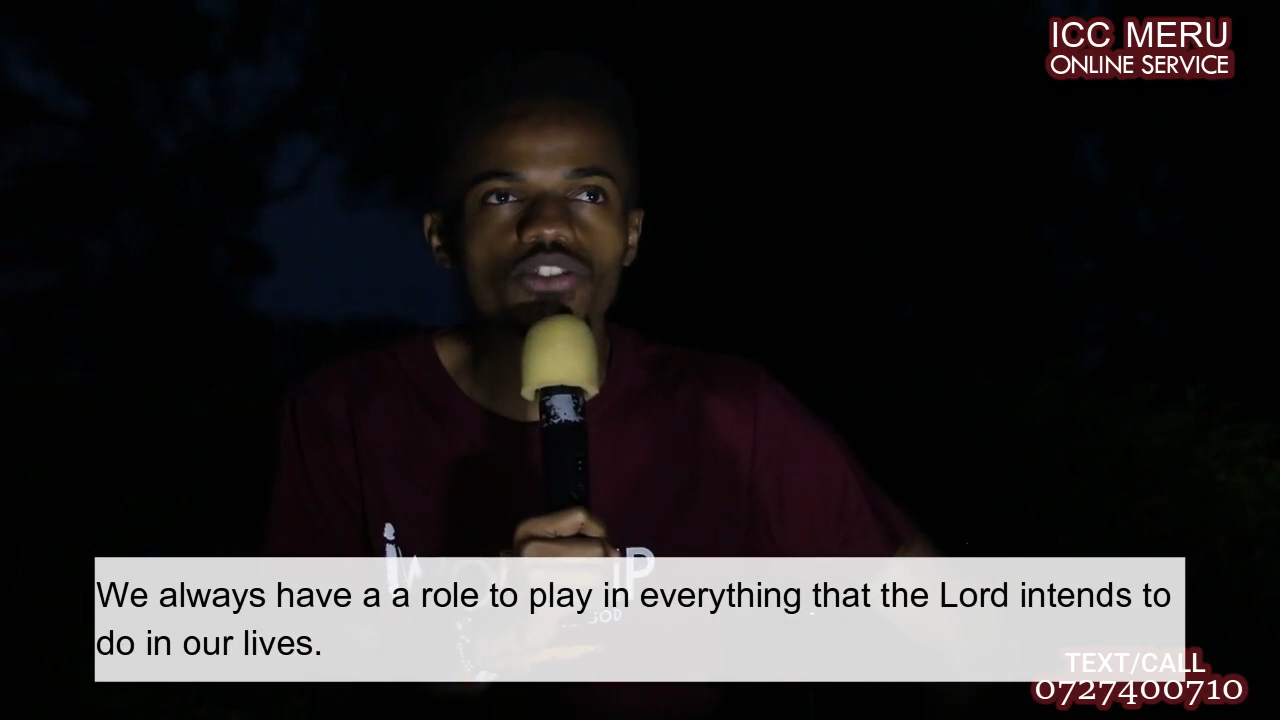 ICC MERU
ONLINE SERVICE
We always have a a role to play in everything that the Lord intends to
do in our lives.
TEXT/CALL
0727400710